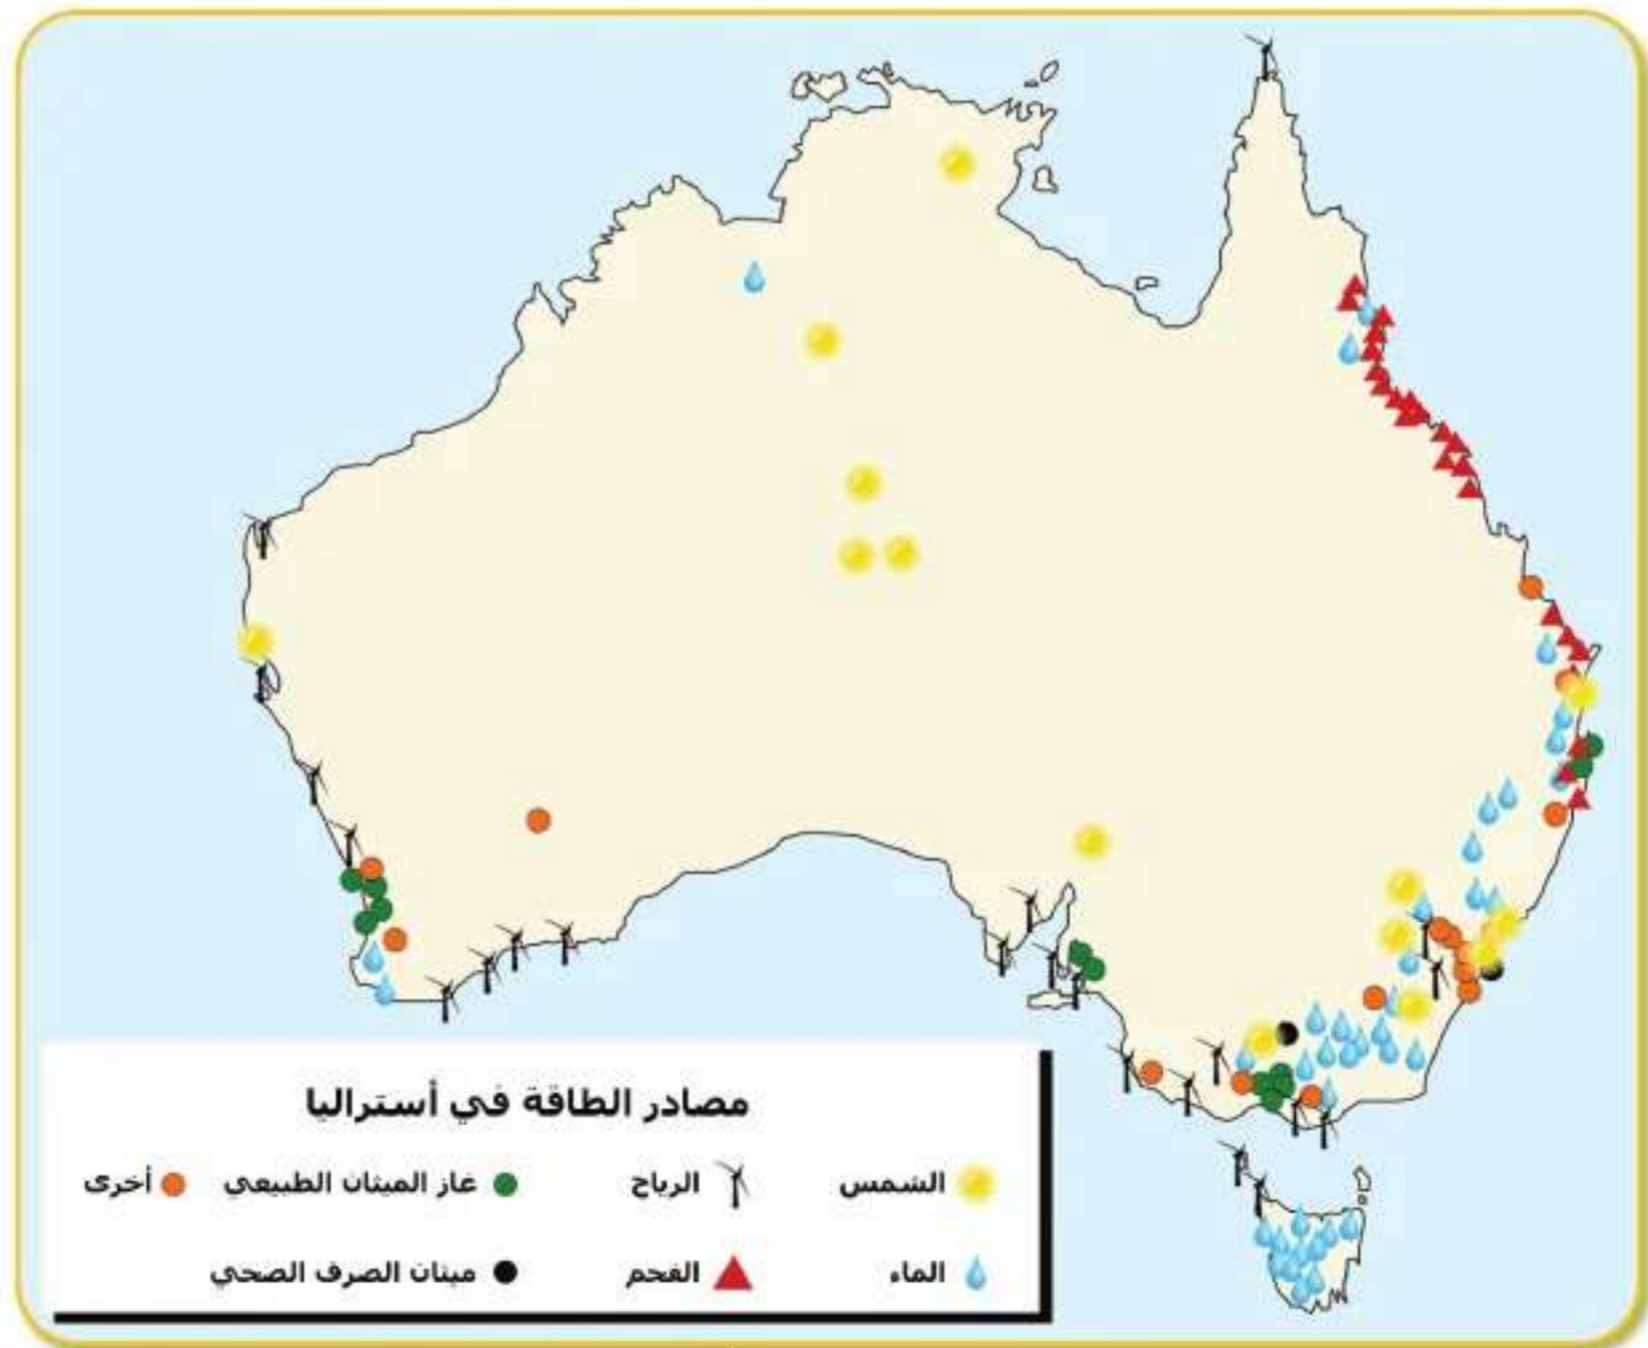 مصادر الطاقة في أستراليا
الشمس الرياح غاز الميثان الطبيعي أخرى
الماء الفحم ميثان الصرف الصحي